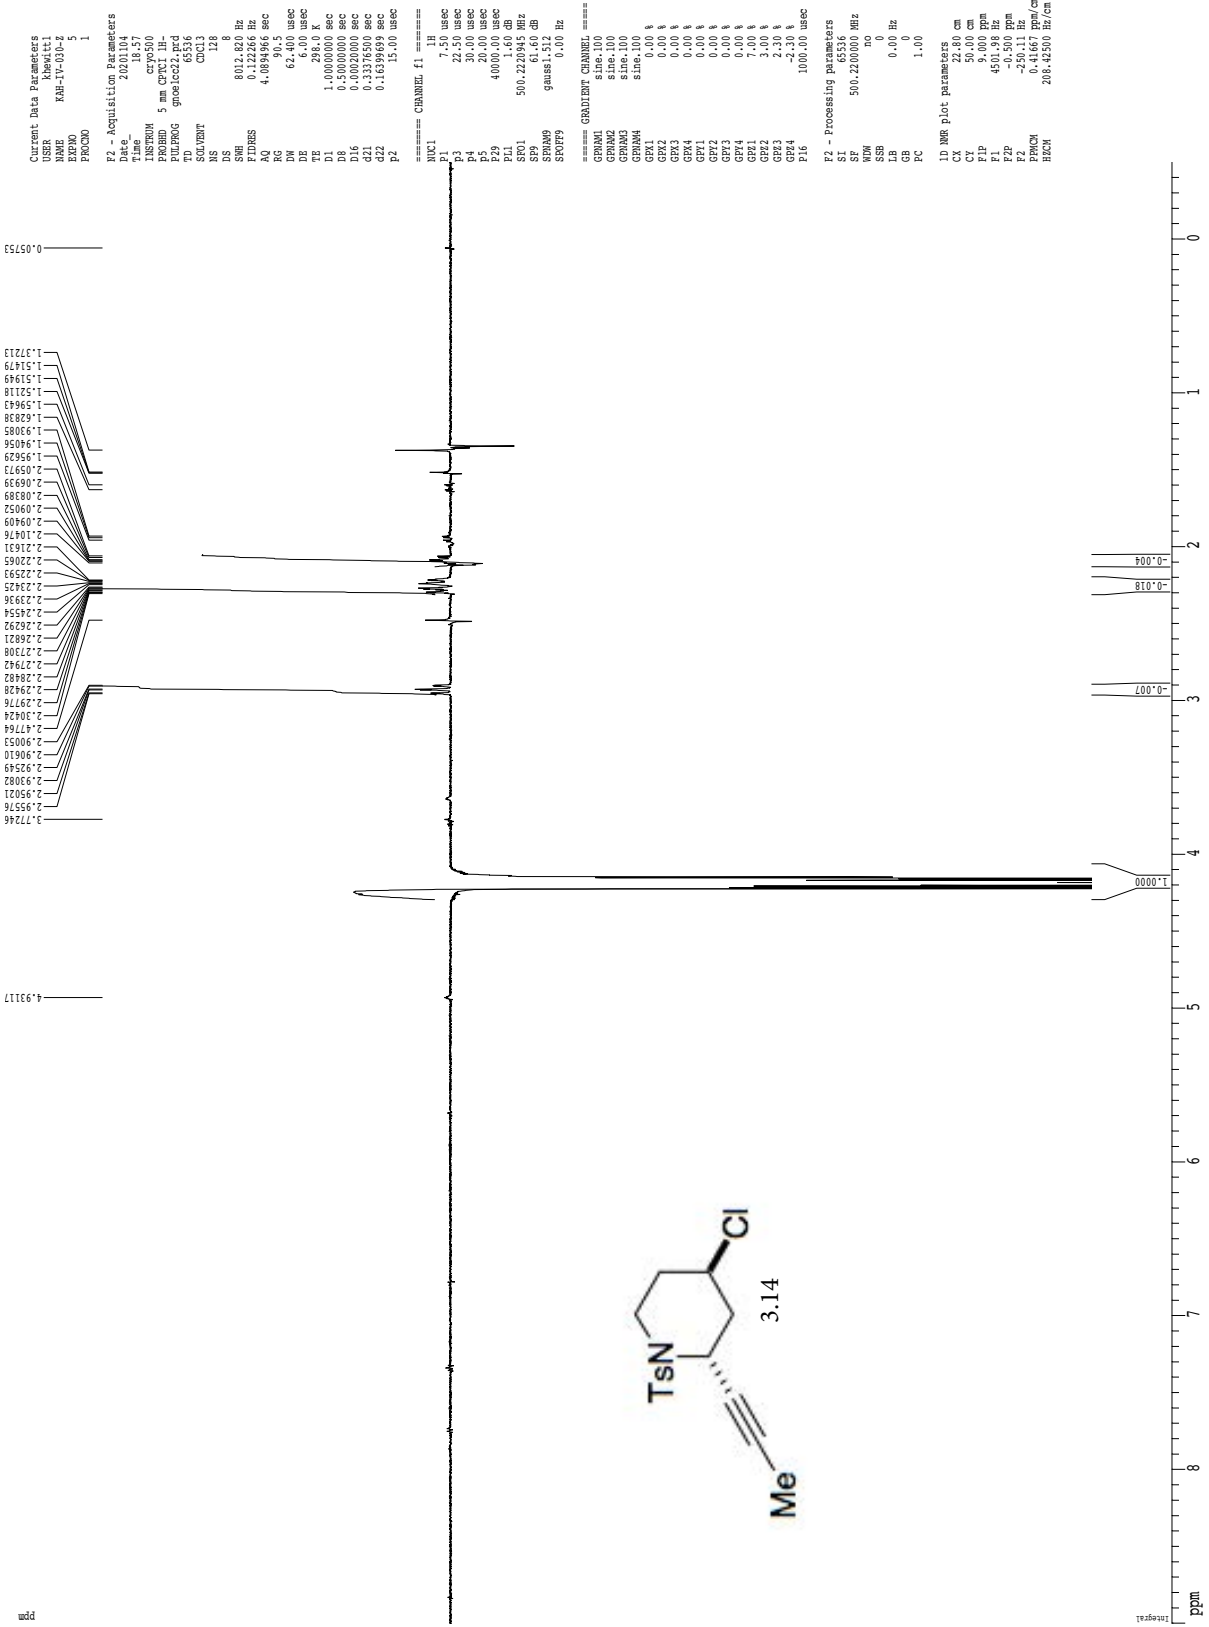 Current Data Parameters
USER khewitt1
NAME KAH-IV-030-Z
EXPNO 5
PROCNO 1
F2 - Acquisition Parameters
Date_ 20201104
Time 18.57
INSTRUM cryo500
PROBHD 5 mm CPTCI 1H-
PULPROG gnoelcc22.prd
TD 65536
SOLVENT CDCl3
NS 128
DS 8
SWH 8012.820 Hz
FIDRES 0.122266 Hz
AQ 4.0894966 sec
RG 90.5
DW 62.400 usec
DE 6.00 usec
TE 298.0 K
D1 1.00000000 sec
D8 0.50000000 sec
D16 0.00020000 sec
d21 0.33376500 sec
d22 0.16399699 sec
p2 15.00 usec
======== CHANNEL f1 ========
NUC1 1H
P1 7.50 usec
p3 22.50 usec
p4 30.00 usec
p5 20.00 usec
P29 40000.00 usec
PL1 1.60 dB
SFO1 500.2220945 MHz
SP9 61.60 dB
SPNAM9 gauss1.512
SPOFF9 0.00 Hz
====== GRADIENT CHANNEL ======
GPNAM1 sine.100
GPNAM2 sine.100
GPNAM3 sine.100
GPNAM4 sine.100
GPX1 0.00 %
GPX2 0.00 %
GPX3 0.00 %
GPX4 0.00 %
GPY1 0.00 %
GPY2 0.00 %
GPY3 0.00 %
GPY4 0.00 %
GPZ1 7.00 %
GPZ2 3.00 %
GPZ3 2.30 %
GPZ4 -2.30 %
P16 1000.00 usec
F2 - Processing parameters
SI 65536
SF 500.2200000 MHz
WDW no
SSB 0
LB 0.00 Hz
GB 0
PC 1.00
1D NMR plot parameters
CX 22.80 cm
CY 50.00 cm
F1P 9.000 ppm
F1 4501.98 Hz
F2P -0.500 ppm
F2 -250.11 Hz
PPMCM 0.41667 ppm/cm
HZCM 208.42500 Hz/cm
ppm
4.93117
3.77246
2.95576
2.95021
2.93082
2.92549
2.90610
2.90053
2.47764
2.30424
2.29776
2.29428
2.28482
2.27942
2.27308
2.26821
2.26292
2.24554
2.23936
2.23425
2.22593
2.22065
2.21631
2.10476
2.09409
2.09052
2.08389
2.06939
2.05973
1.95629
1.94056
1.93085
1.62838
1.59643
1.52118
1.51949
1.51479
1.37213
0.05753
TsN
Cl
Me
3.14
Integral
1.0000
-0.007
-0.018
-0.004
ppm
8
7
6
5
4
3
2
1
0